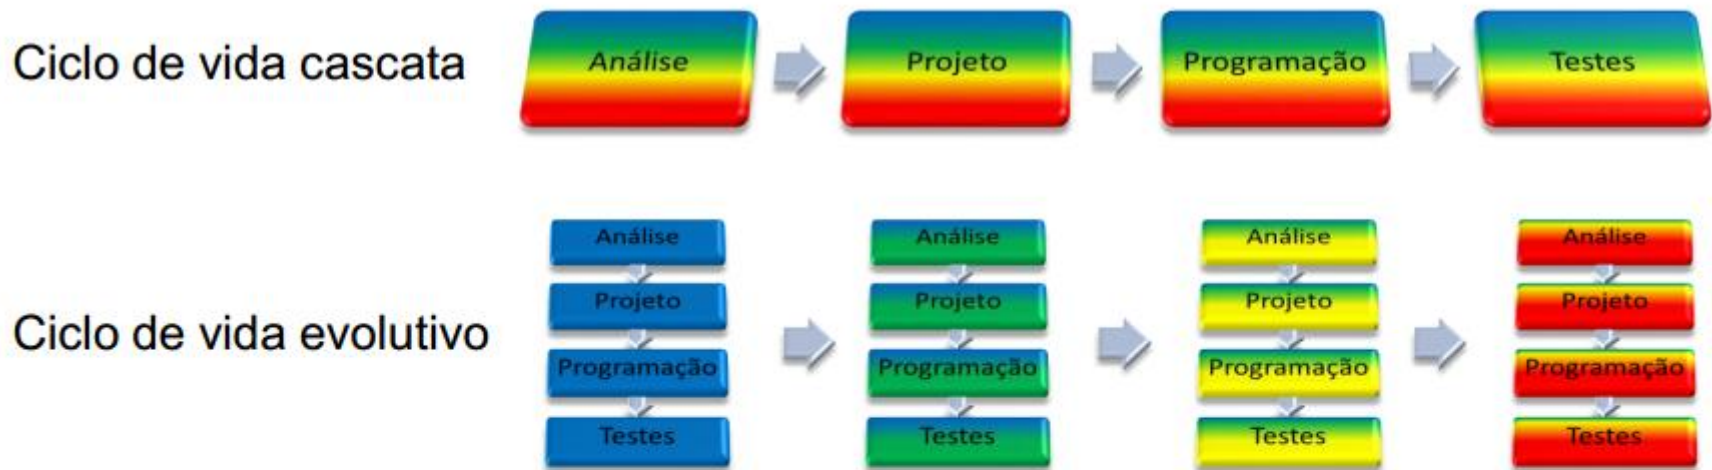 Ciclo de vida cascata
Análise
Projeto
Programação
Testes
Ciclo de vida evolutivo
Análise
Projeto
Programação
Testes
Análise
Projeto
Programação
Testes
Análise
Projeto
Programação
Testes
Análise
Projeto
Programação
Testes